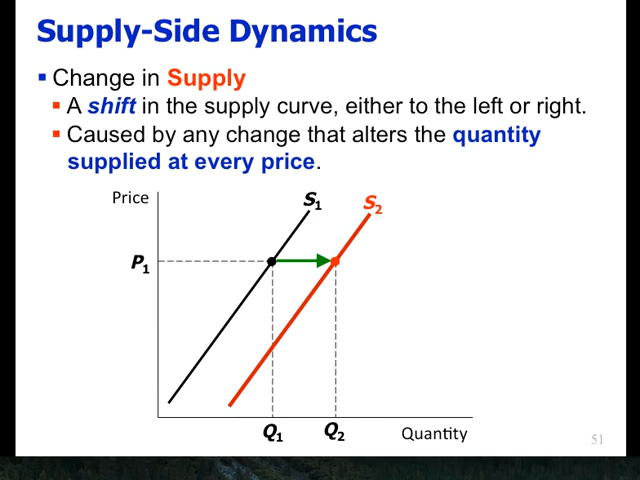 Supply-Side Dynamics
Change in Supply
A shift in the supply curve, either to the left or right.
Caused by any change that alters the quantity
supplied at every price.
Price
S1
S2
P1
Q1
Q2
Quantity
51